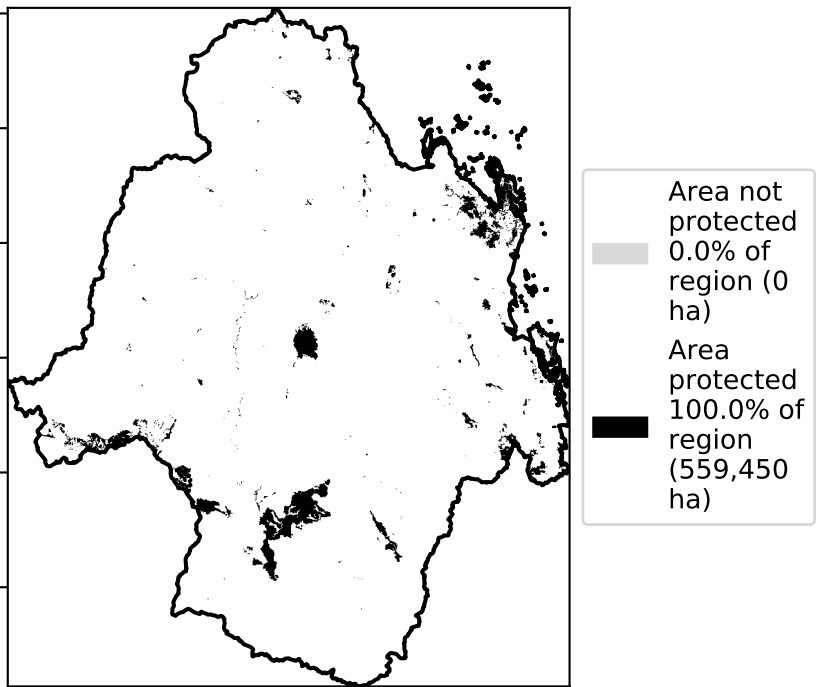 Area not
protected
0.0% of
region (0
ha)
Area
protected
100.0% of
region
(559,450
ha)